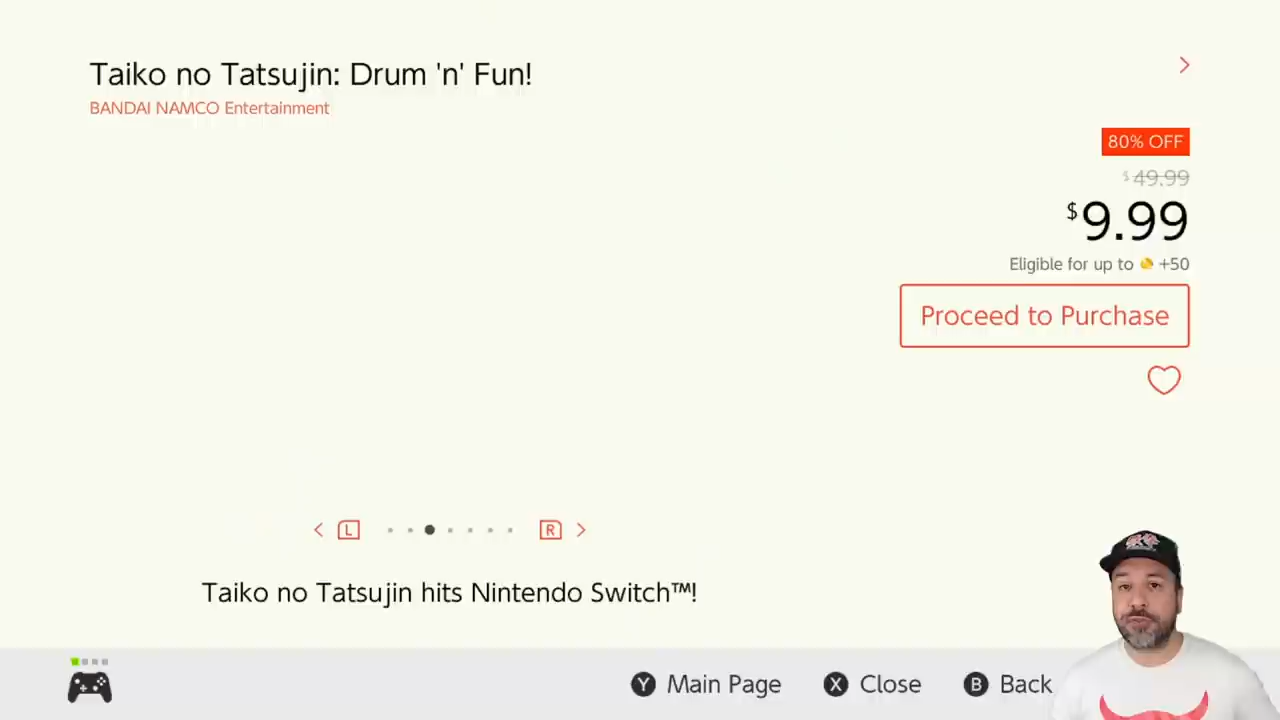 Taiko no Tatsujin: Drum 'n' Fun!
BANDAI NAMCO Entertainment
80% OFF
$49.99
$9.99
Eligible for up to +50
Proceed to Purchase
L
R
Taiko no Tatsujin hits Nintendo Switch™!
Y Main Page
X Close
B Back